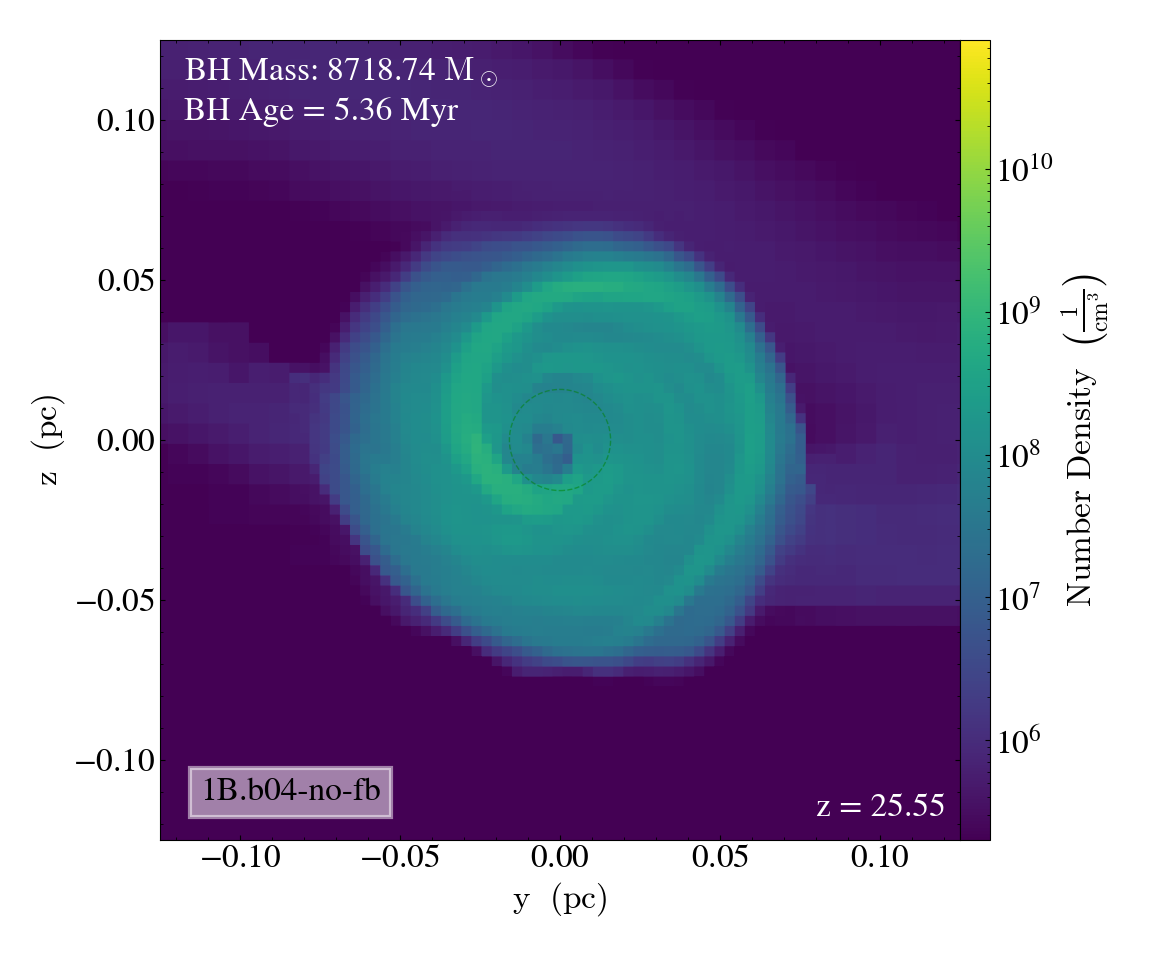 BH Mass: 8718.74 M⊙
BH Age = 5.36 Myr
0.10
0.05
0.00
−0.05
−0.10
z (pc)
1B.b04-no-fb
z = 25.55
−0.10
−0.05
0.00
0.05
0.10
y (pc)
10¹⁰
10⁹
10⁸
10⁷
10⁶
Number Density (1/cm³)